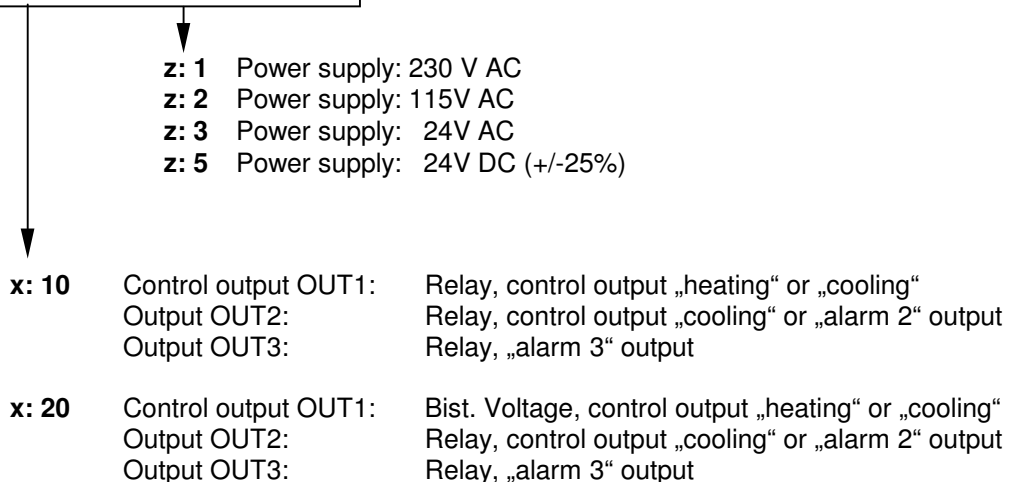 z: 1 Power supply: 230 V AC
z: 2 Power supply: 115V AC
z: 3 Power supply: 24V AC
z: 5 Power supply: 24V DC (+/-25%)
x: 10 Control output OUT1: Relay, control output „heating“ or „cooling“
Output OUT2: Relay, control output „cooling“ or „alarm 2“ output
Output OUT3: Relay, „alarm 3“ output
x: 20 Control output OUT1: Bist. Voltage, control output „heating“ or „cooling“
Output OUT2: Relay, control output „cooling“ or „alarm 2“ output
Output OUT3: Relay, „alarm 3“ output